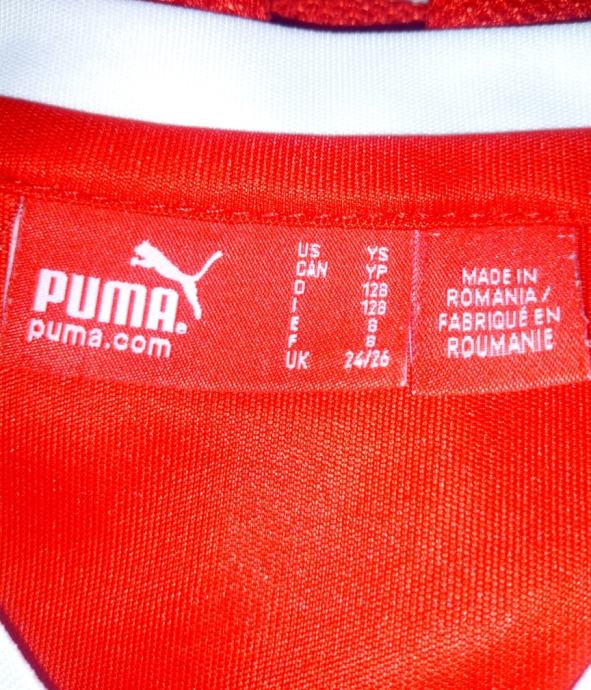 PUMA®
puma.com
US YS
CAN YP
D 128
I 128
E 8
F 8
UK 24/26
MADE IN
ROMANIA /
FABRIQUÉ EN
ROUMANIE